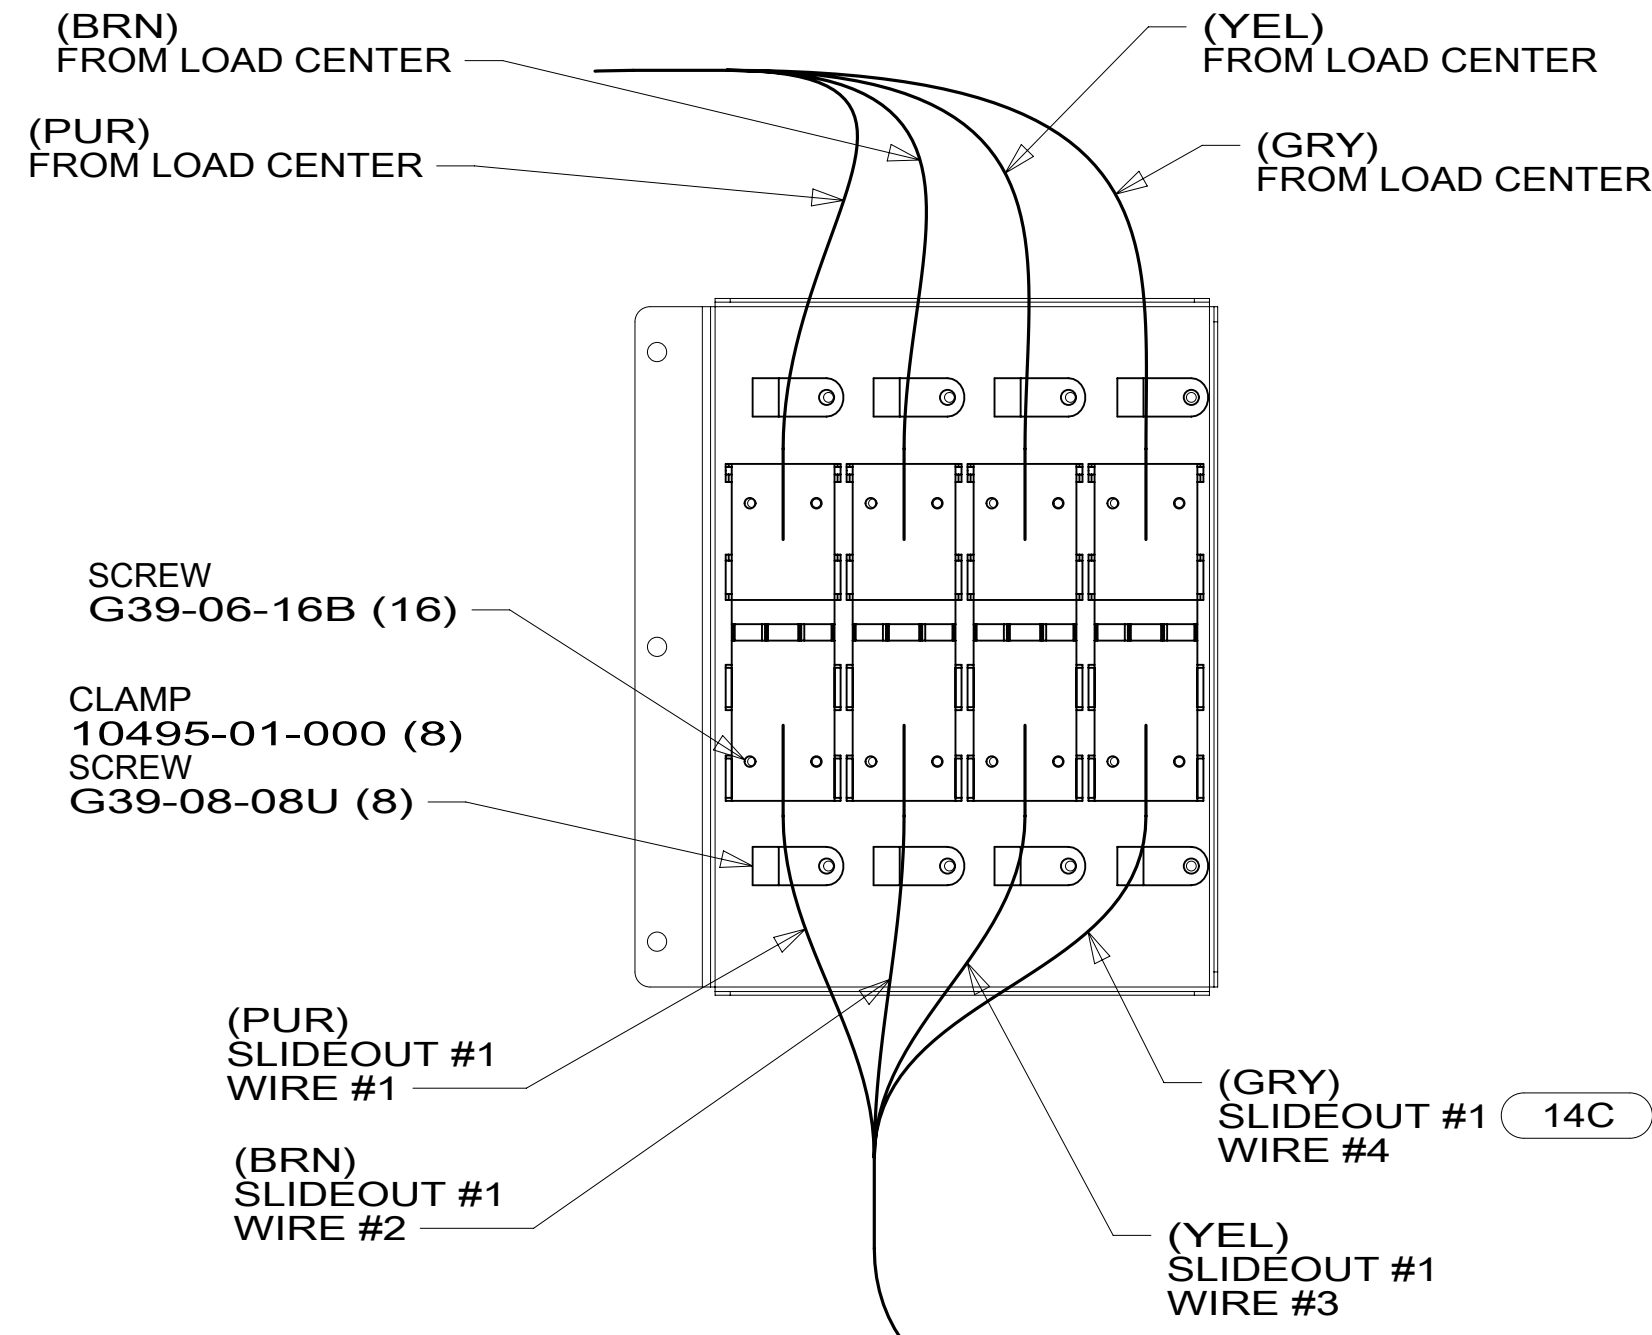 (BRN)
FROM LOAD CENTER
(YEL)
FROM LOAD CENTER
(PUR)
FROM LOAD CENTER
(GRY)
FROM LOAD CENTER
SCREW
G39-06-16B (16)
CLAMP
10495-01-000 (8)
SCREW
G39-08-08U (8)
(PUR)
SLIDEOUT #1
WIRE #1
(BRN)
SLIDEOUT #1
WIRE #2
(GRY)
SLIDEOUT #1 14C
WIRE #4
(YEL)
SLIDEOUT #1
WIRE #3